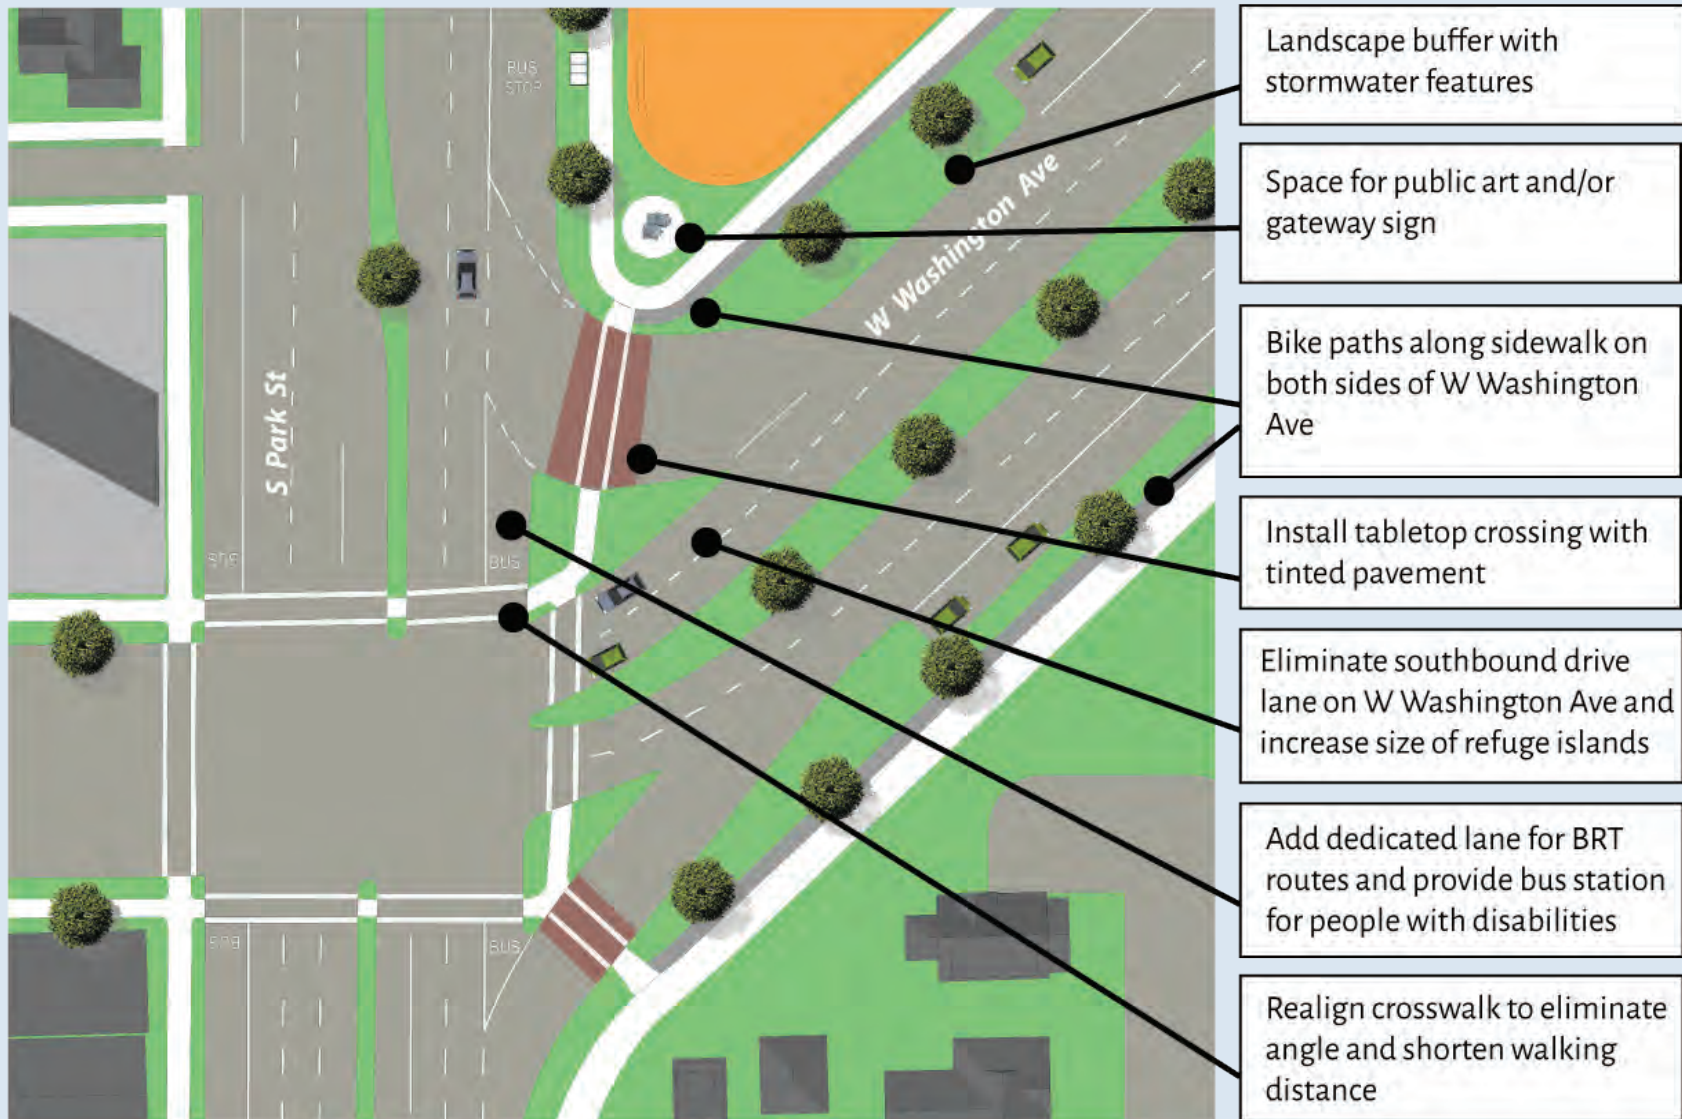 Landscape buffer with
stormwater features
Space for public art and/or
gateway sign
Bike paths along sidewalk on
both sides of W Washington
Ave
Install tabletop crossing with
tinted pavement
Eliminate southbound drive
lane on W Washington Ave and
increase size of refuge islands
Add dedicated lane for BRT
routes and provide bus station
for people with disabilities
Realign crosswalk to eliminate
angle and shorten walking
distance
BUS
STOP
W Washington Ave
S Park St
BUS
BUS
BUS
BUS